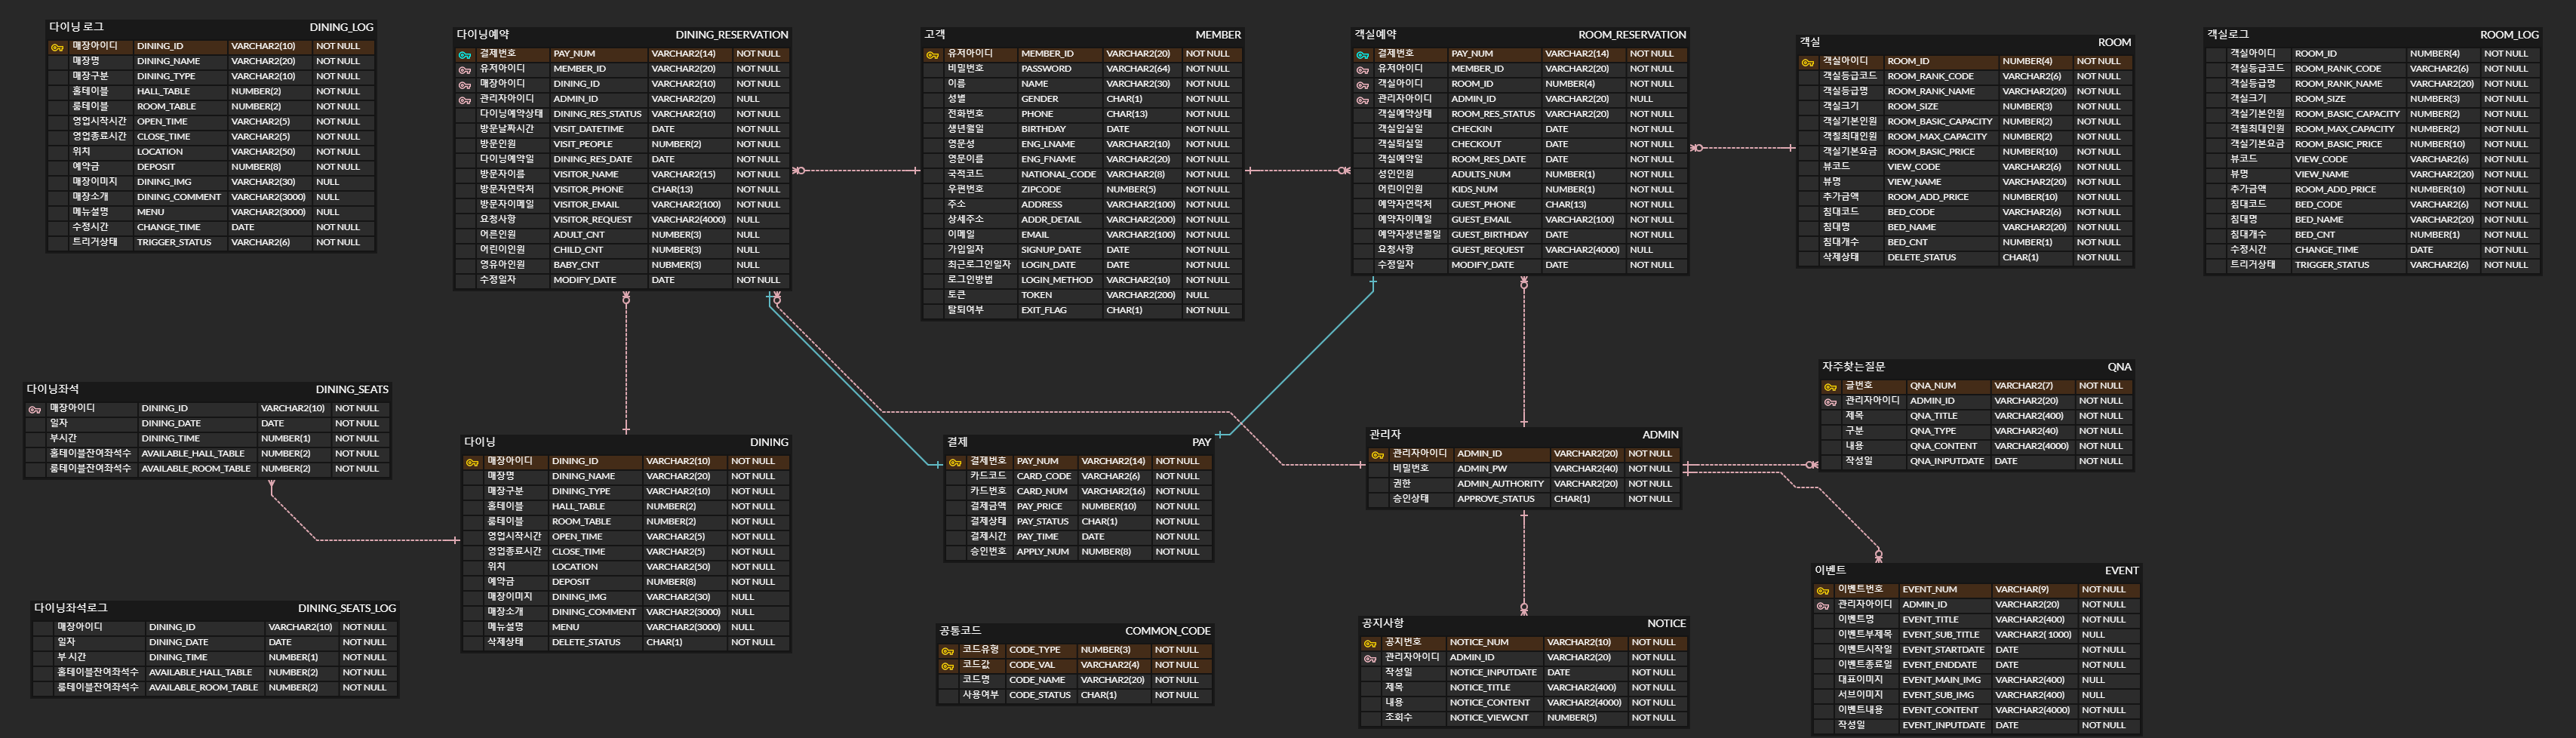 다이닝 로그 DINING_LOG
매장아이디 DINING_ID VARCHAR2(10) NOT NULL
매장명 DINING_NAME VARCHAR2(20) NOT NULL
매장구분 DINING_TYPE VARCHAR2(10) NOT NULL
홀테이블 HALL_TABLE NUMBER(2) NOT NULL
룸테이블 ROOM_TABLE NUMBER(2) NOT NULL
영업시작시간 OPEN_TIME VARCHAR2(5) NOT NULL
영업종료시간 CLOSE_TIME VARCHAR2(5) NOT NULL
위치 LOCATION VARCHAR2(50) NOT NULL
예약금 DEPOSIT NUMBER(8) NOT NULL
매장이미지 DINING_IMG VARCHAR2(30) NULL
매장소개 DINING_COMMENT VARCHAR2(3000) NULL
메뉴설명 MENU VARCHAR2(3000) NULL
수정시간 CHANGE_TIME DATE NOT NULL
트리거상태 TRIGGER_STATUS VARCHAR2(6) NOT NULL
다이닝예약 DINING_RESERVATION
결제번호 PAY_NUM VARCHAR2(14) NOT NULL
유저아이디 MEMBER_ID VARCHAR2(20) NOT NULL
매장아이디 DINING_ID VARCHAR2(10) NOT NULL
관리자아이디 ADMIN_ID VARCHAR2(20) NULL
다이닝예약상태 DINING_RES_STATUS VARCHAR2(10) NOT NULL
방문날짜시간 VISIT_DATETIME DATE NOT NULL
방문인원 VISIT_PEOPLE NUMBER(2) NOT NULL
다이닝예약일 DINING_RES_DATE DATE NOT NULL
방문자이름 VISITOR_NAME VARCHAR2(15) NOT NULL
방문자연락처 VISITOR_PHONE CHAR(13) NOT NULL
방문자이메일 VISITOR_EMAIL VARCHAR2(100) NOT NULL
요청사항 VISITOR_REQUEST VARCHAR2(4000) NULL
어른인원 ADULT_CNT NUMBER(3) NULL
어린이인원 CHILD_CNT NUMBER(3) NULL
영유아인원 BABY_CNT NUBMER(3) NULL
수정일자 MODIFY_DATE DATE NOT NULL
고객 MEMBER
유저아이디 MEMBER_ID VARCHAR2(20) NOT NULL
비밀번호 PASSWORD VARCHAR2(64) NOT NULL
이름 NAME VARCHAR2(30) NOT NULL
성별 GENDER CHAR(1) NOT NULL
전화번호 PHONE CHAR(13) NOT NULL
생년월일 BIRTHDAY DATE NOT NULL
영문성 ENG_LNAME VARCHAR2(10) NOT NULL
영문이름 ENG_FNAME VARCHAR2(20) NOT NULL
국적코드 NATIONAL_CODE VARCHAR2(8) NOT NULL
우편번호 ZIPCODE NUMBER(5) NOT NULL
주소 ADDRESS VARCHAR2(100) NOT NULL
상세주소 ADDR_DETAIL VARCHAR2(200) NOT NULL
이메일 EMAIL VARCHAR2(100) NOT NULL
가입일자 SIGNUP_DATE DATE NOT NULL
최근로그인일자 LOGIN_DATE DATE NOT NULL
로그인방법 LOGIN_METHOD VARCHAR2(10) NOT NULL
토큰 TOKEN VARCHAR2(200) NULL
탈퇴여부 EXIT_FLAG CHAR(1) NOT NULL
객실예약 ROOM_RESERVATION
결제번호 PAY_NUM VARCHAR2(14) NOT NULL
유저아이디 MEMBER_ID VARCHAR2(20) NOT NULL
객실아이디 ROOM_ID NUMBER(4) NOT NULL
관리자아이디 ADMIN_ID VARCHAR2(20) NULL
객실예약상태 ROOM_RES_STATUS VARCHAR2(20) NOT NULL
객실입실일 CHECKIN DATE NOT NULL
객실퇴실일 CHECKOUT DATE NOT NULL
객실예약일 ROOM_RES_DATE DATE NOT NULL
성인인원 ADULTS_NUM NUMBER(1) NOT NULL
어린이인원 KIDS_NUM NUMBER(1) NOT NULL
예약자연락처 GUEST_PHONE CHAR(13) NOT NULL
예약자이메일 GUEST_EMAIL VARCHAR2(100) NOT NULL
예약자생년월일 GUEST_BIRTHDAY DATE NOT NULL
요청사항 GUEST_REQUEST VARCHAR2(4000) NULL
수정일자 MODIFY_DATE DATE NOT NULL
객실 ROOM
객실아이디 ROOM_ID NUMBER(4) NOT NULL
객실등급코드 ROOM_RANK_CODE VARCHAR2(6) NOT NULL
객실등급명 ROOM_RANK_NAME VARCHAR2(20) NOT NULL
객실크기 ROOM_SIZE NUMBER(3) NOT NULL
객실기본인원 ROOM_BASIC_CAPACITY NUMBER(2) NOT NULL
객칠최대인원 ROOM_MAX_CAPACITY NUMBER(2) NOT NULL
객실기본요금 ROOM_BASIC_PRICE NUMBER(10) NOT NULL
뷰코드 VIEW_CODE VARCHAR2(6) NOT NULL
뷰명 VIEW_NAME VARCHAR2(20) NOT NULL
추가금액 ROOM_ADD_PRICE NUMBER(10) NOT NULL
침대코드 BED_CODE VARCHAR2(6) NOT NULL
침대명 BED_NAME VARCHAR2(20) NOT NULL
침대개수 BED_CNT NUMBER(1) NOT NULL
삭제상태 DELETE_STATUS CHAR(1) NOT NULL
객실로그 ROOM_LOG
객실아이디 ROOM_ID NUMBER(4) NOT NULL
객실등급코드 ROOM_RANK_CODE VARCHAR2(6) NOT NULL
객실등급명 ROOM_RANK_NAME VARCHAR2(20) NOT NULL
객실크기 ROOM_SIZE NUMBER(3) NOT NULL
객실기본인원 ROOM_BASIC_CAPACITY NUMBER(2) NOT NULL
객칠최대인원 ROOM_MAX_CAPACITY NUMBER(2) NOT NULL
객실기본요금 ROOM_BASIC_PRICE NUMBER(10) NOT NULL
뷰코드 VIEW_CODE VARCHAR2(6) NOT NULL
뷰명 VIEW_NAME VARCHAR2(20) NOT NULL
추가금액 ROOM_ADD_PRICE NUMBER(10) NOT NULL
침대코드 BED_CODE VARCHAR2(6) NOT NULL
침대명 BED_NAME VARCHAR2(20) NOT NULL
침대개수 BED_CNT NUMBER(1) NOT NULL
수정시간 CHANGE_TIME DATE NOT NULL
트리거상태 TRIGGER_STATUS VARCHAR2(6) NOT NULL
다이닝좌석 DINING_SEATS
매장아이디 DINING_ID VARCHAR2(10) NOT NULL
일자 DINING_DATE DATE NOT NULL
부시간 DINING_TIME NUMBER(1) NOT NULL
홀테이블잔여좌석수 AVAILABLE_HALL_TABLE NUMBER(2) NOT NULL
룸테이블잔여좌석수 AVAILABLE_ROOM_TABLE NUMBER(2) NOT NULL
다이닝 DINING
매장아이디 DINING_ID VARCHAR2(10) NOT NULL
매장명 DINING_NAME VARCHAR2(20) NOT NULL
매장구분 DINING_TYPE VARCHAR2(10) NOT NULL
홀테이블 HALL_TABLE NUMBER(2) NOT NULL
룸테이블 ROOM_TABLE NUMBER(2) NOT NULL
영업시작시간 OPEN_TIME VARCHAR2(5) NOT NULL
영업종료시간 CLOSE_TIME VARCHAR2(5) NOT NULL
위치 LOCATION VARCHAR2(50) NOT NULL
예약금 DEPOSIT NUMBER(8) NOT NULL
매장이미지 DINING_IMG VARCHAR2(30) NULL
매장소개 DINING_COMMENT VARCHAR2(3000) NULL
메뉴설명 MENU VARCHAR2(3000) NULL
삭제상태 DELETE_STATUS CHAR(1) NOT NULL
결제 PAY
결제번호 PAY_NUM VARCHAR2(14) NOT NULL
카드코드 CARD_CODE VARCHAR2(6) NOT NULL
카드번호 CARD_NUM VARCHAR2(16) NOT NULL
결제금액 PAY_PRICE NUMBER(10) NOT NULL
결제상태 PAY_STATUS CHAR(1) NOT NULL
결제시간 PAY_TIME DATE NOT NULL
승인번호 APPLY_NUM NUMBER(8) NOT NULL
관리자 ADMIN
관리자아이디 ADMIN_ID VARCHAR2(20) NOT NULL
비밀번호 ADMIN_PW VARCHAR2(40) NOT NULL
권한 ADMIN_AUTHORITY VARCHAR2(20) NOT NULL
승인상태 APPROVE_STATUS CHAR(1) NOT NULL
자주찾는질문 QNA
글번호 QNA_NUM VARCHAR2(7) NOT NULL
관리자아이디 ADMIN_ID VARCHAR2(20) NOT NULL
제목 QNA_TITLE VARCHAR2(400) NOT NULL
구분 QNA_TYPE VARCHAR2(40) NOT NULL
내용 QNA_CONTENT VARCHAR2(4000) NOT NULL
작성일 QNA_INPUTDATE DATE NOT NULL
다이닝좌석로그 DINING_SEATS_LOG
매장아이디 DINING_ID VARCHAR2(10) NOT NULL
일자 DINING_DATE DATE NOT NULL
부시간 DINING_TIME NUMBER(1) NOT NULL
홀테이블잔여좌석수 AVAILABLE_HALL_TABLE NUMBER(2) NOT NULL
룸테이블잔여좌석수 AVAILABLE_ROOM_TABLE NUMBER(2) NOT NULL
공통코드 COMMON_CODE
코드유형 CODE_TYPE NUMBER(3) NOT NULL
코드값 CODE_VAL VARCHAR2(4) NOT NULL
코드명 CODE_NAME VARCHAR2(20) NOT NULL
사용여부 CODE_STATUS CHAR(1) NOT NULL
공지사항 NOTICE
공지번호 NOTICE_NUM VARCHAR2(10) NOT NULL
관리자아이디 ADMIN_ID VARCHAR2(20) NOT NULL
작성일 NOTICE_INPUTDATE DATE NOT NULL
제목 NOTICE_TITLE VARCHAR2(400) NOT NULL
내용 NOTICE_CONTENT VARCHAR2(4000) NOT NULL
조회수 NOTICE_VIEWCNT NUMBER(5) NOT NULL
이벤트 EVENT
이벤트번호 EVENT_NUM VARCHAR(9) NOT NULL
관리자아이디 ADMIN_ID VARCHAR2(20) NOT NULL
이벤트명 EVENT_TITLE VARCHAR2(400) NOT NULL
이벤트부제목 EVENT_SUB_TITLE VARCHAR2( 1000) NULL
이벤트시작일 EVENT_STARTDATE DATE NOT NULL
이벤트종료일 EVENT_ENDDATE DATE NOT NULL
대표이미지 EVENT_MAIN_IMG VARCHAR2(400) NULL
서브이미지 EVENT_SUB_IMG VARCHAR2(400) NULL
이벤트내용 EVENT_CONTENT VARCHAR2(4000) NOT NULL
작성일 EVENT_INPUTDATE DATE NOT NULL